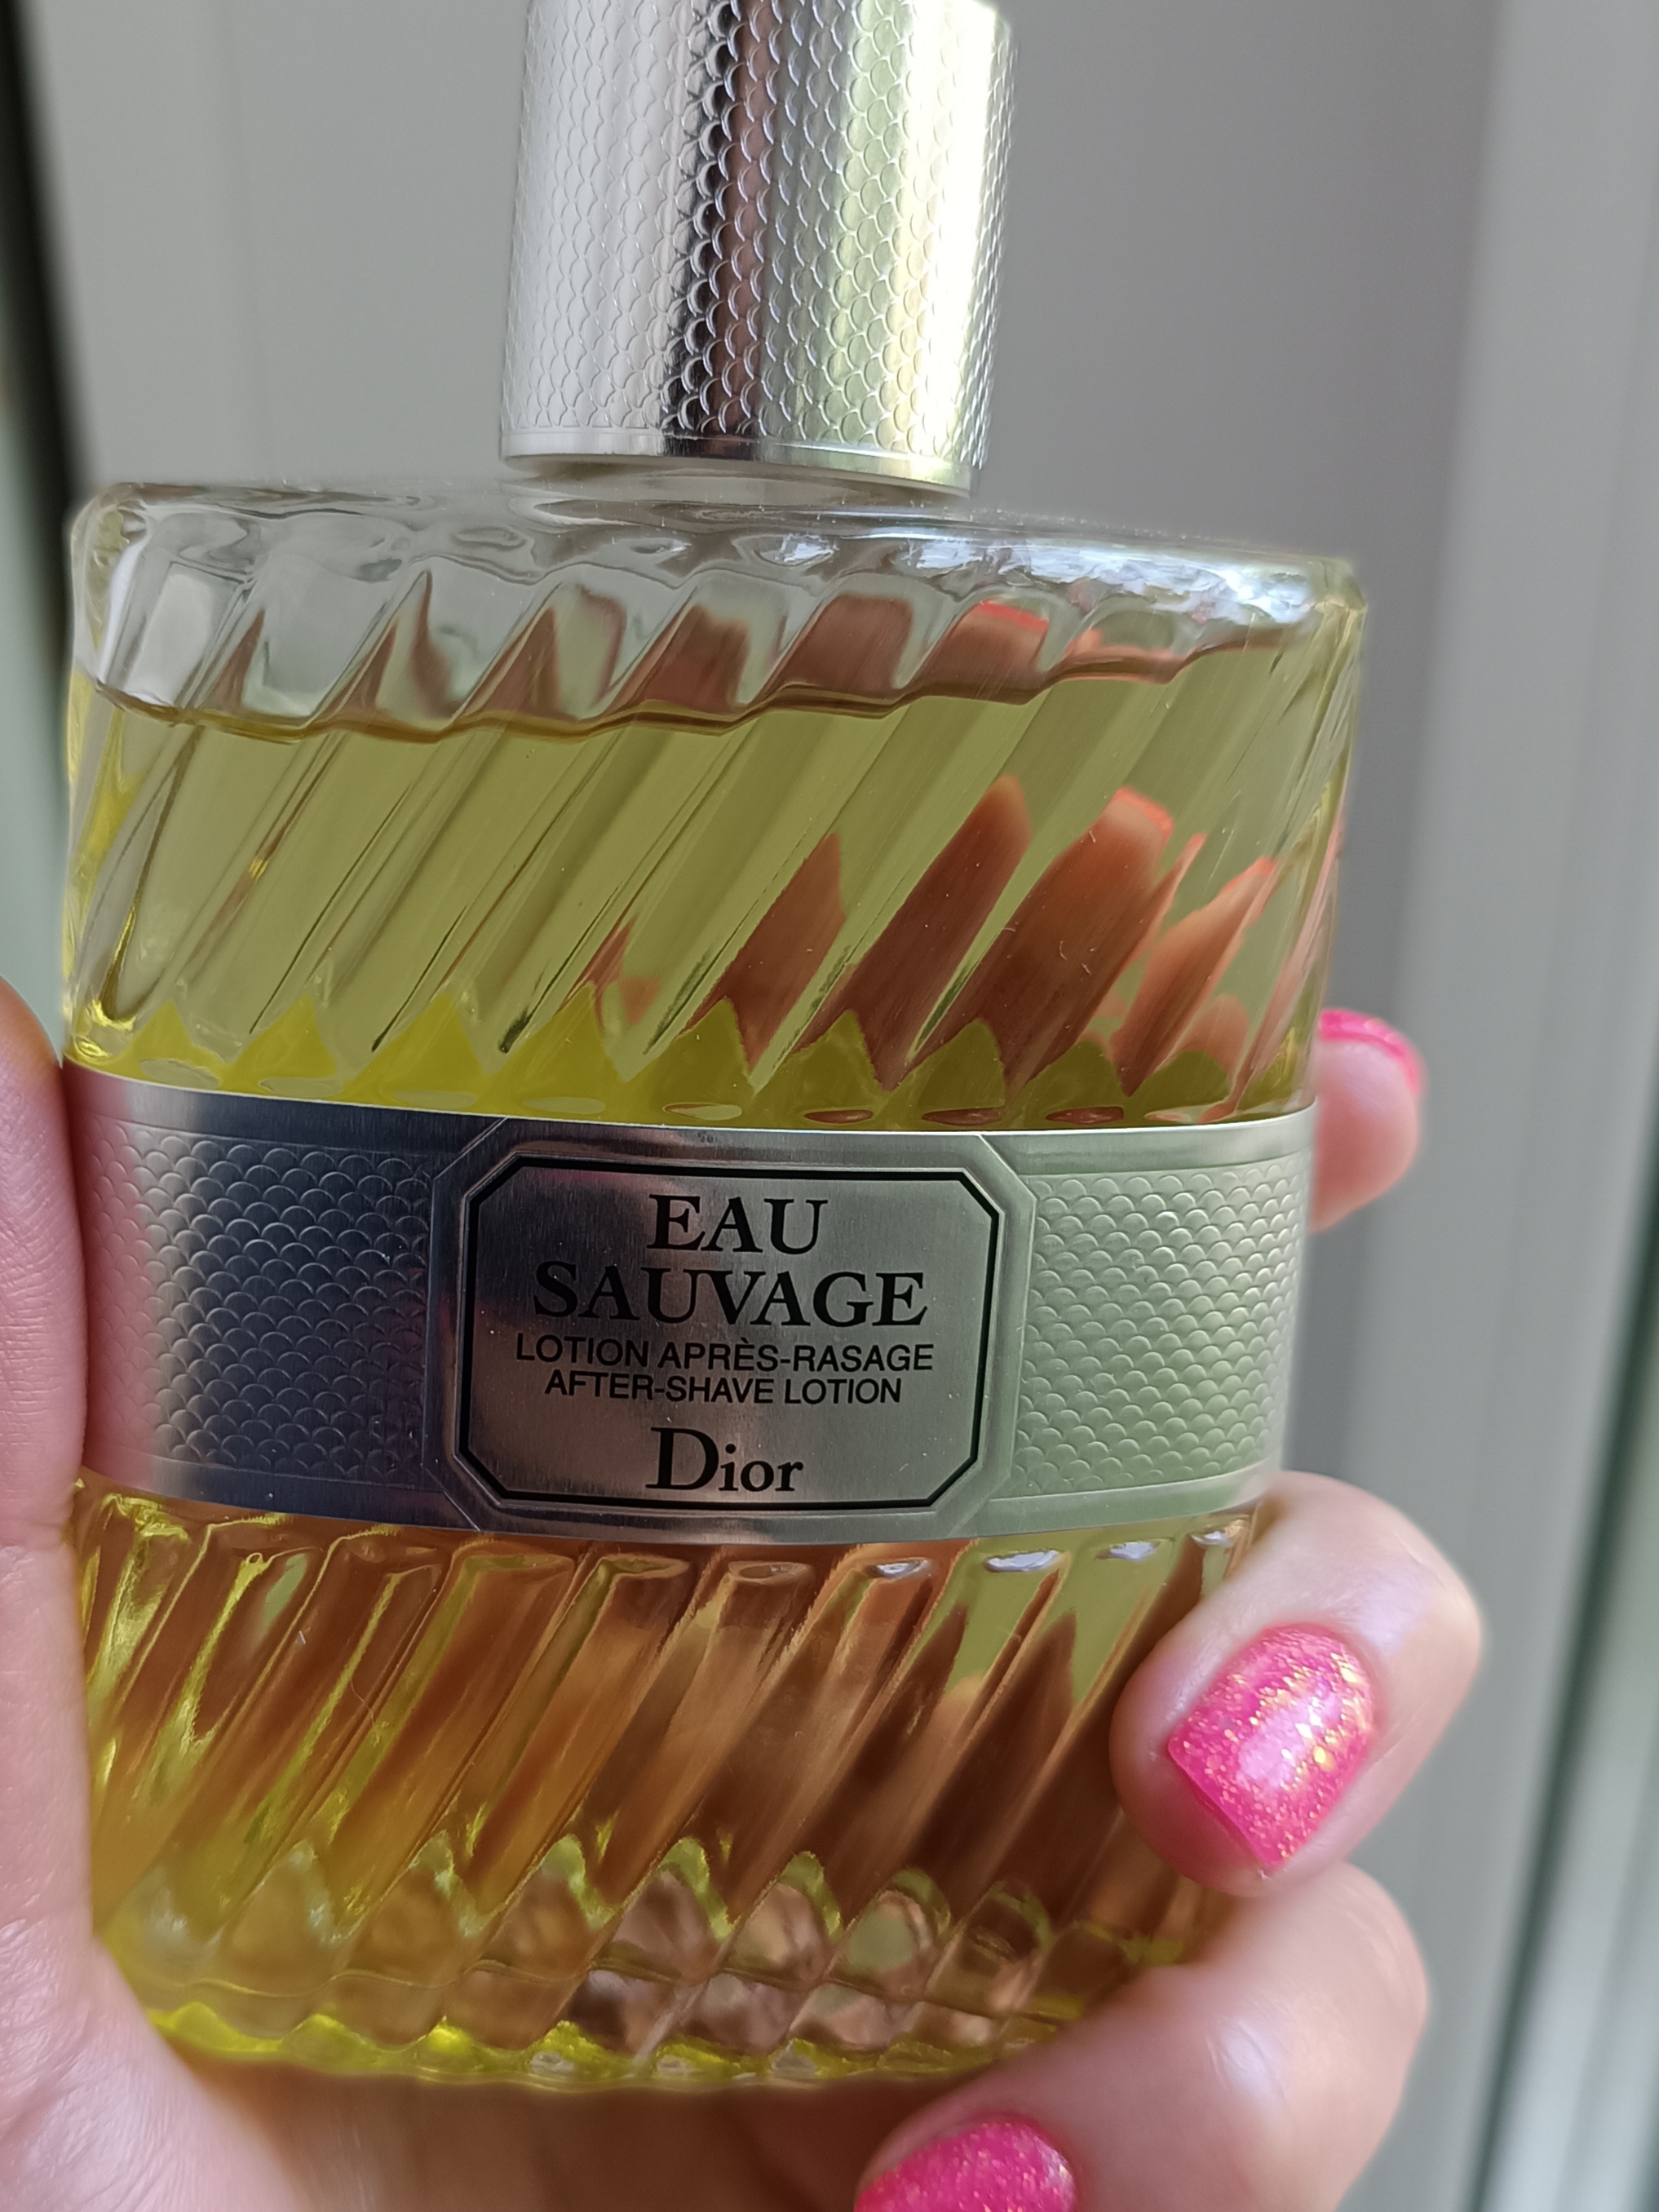 EAU
SAUVAGE
LOTION APRÈS-RASAGE
AFTER-SHAVE LOTION
Dior